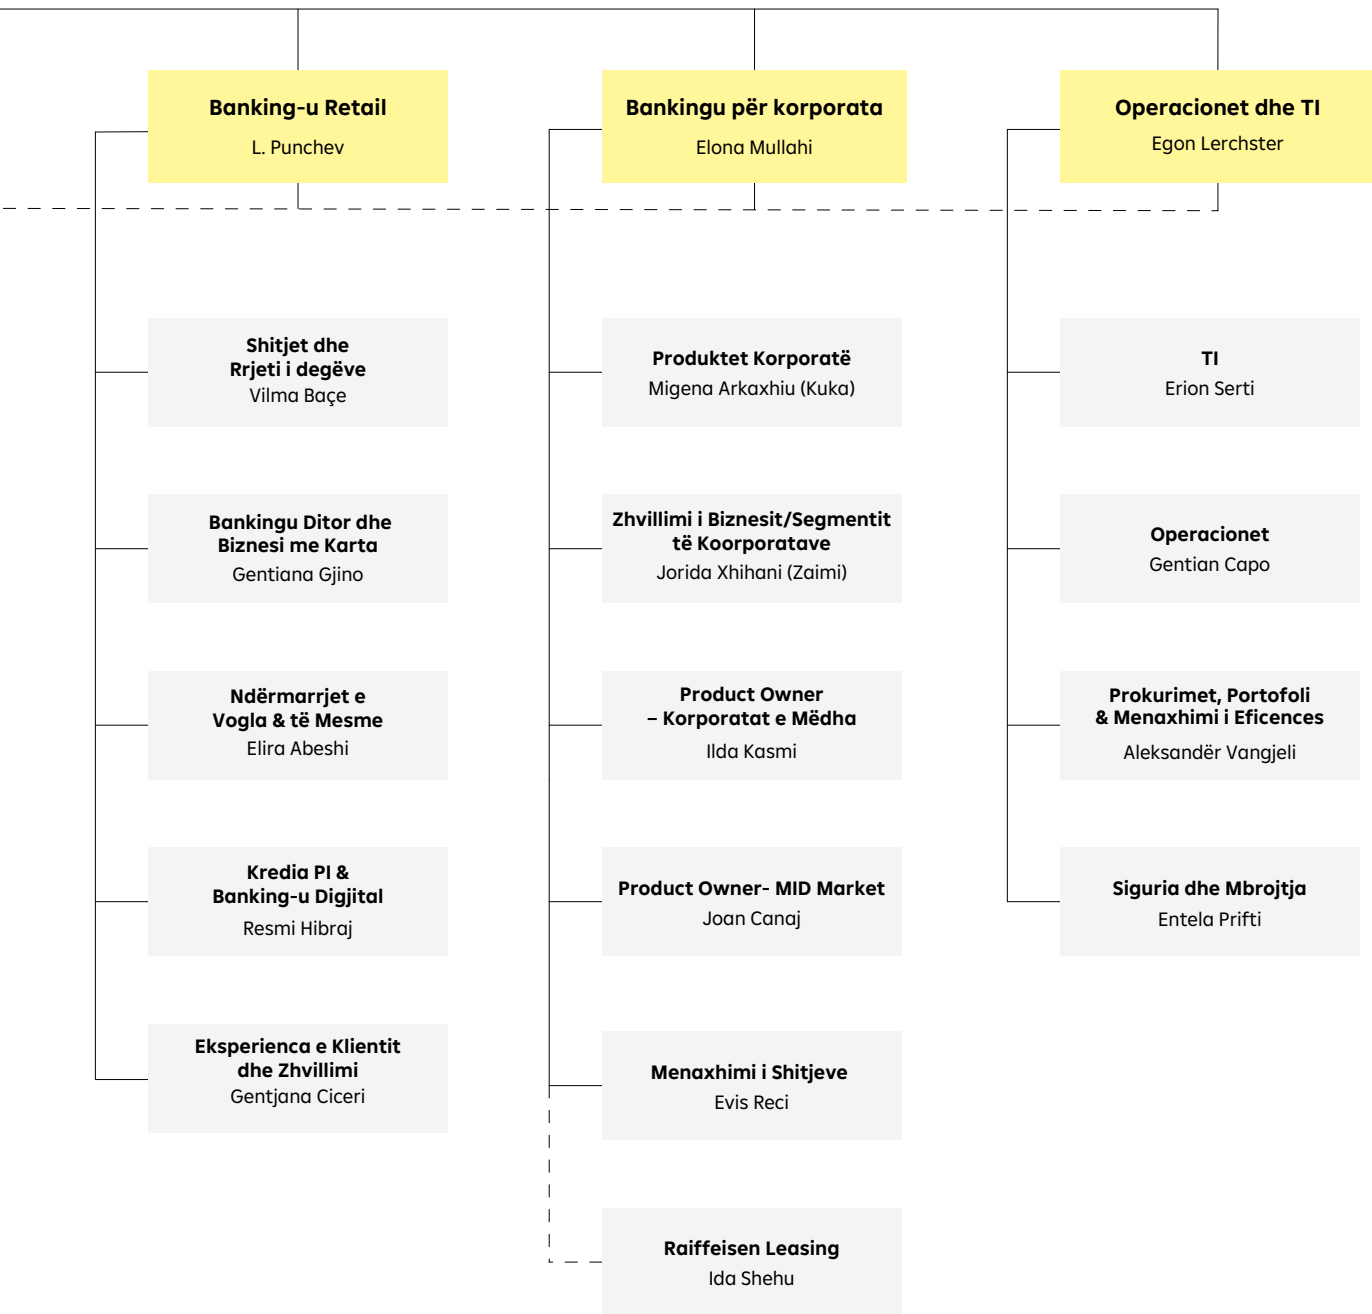 Banking-u Retail
L. Punchev
Shitjet dhe
Rrjeti i degëve
Vilma Baçe
Bankingu Ditor dhe
Biznesi me Karta
Gentiana Gjino
Ndërmarrjet e
Vogla & të Mesme
Elira Abeshi
Kredia PI &
Banking-u Digjital
Resmi Hibraj
Eksperienca e Klientit
dhe Zhvillimi
Gentjana Ciceri
Bankingu për korporata
Elona Mullahi
Produktet Korporatë
Migena Arkaxhiu (Kuka)
Zhvillimi i Biznesit/Segmentit
të Koorporatave
Jorida Xhihani (Zaimi)
Product Owner
– Korporatat e Mëdha
Ilda Kasmi
Product Owner- MID Market
Joan Canaj
Menaxhimi i Shitjeve
Evis Reci
Raiffeisen Leasing
Ida Shehu
Operacionet dhe TI
Egon Lerchster
TI
Erion Serti
Operacionet
Gentian Capo
Prokurimet, Portofoli
& Menaxhimi i Eficences
Aleksandër Vangjeli
Siguria dhe Mbrojtja
Entela Prifti